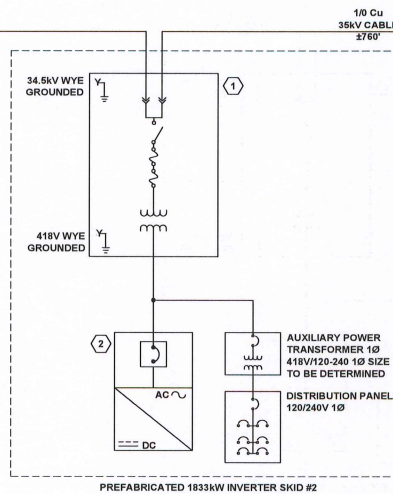 1/0 Cu
35kV CABL
±760'
34.5kV WYE
GROUNDED
Y
1
418V WYE
GROUNDED
Y
2
AC
DC
AUXILIARY POWER
TRANSFORMER 1Ø
418V/120-240 1Ø SIZE
TO BE DETERMINED
DISTRIBUTION PANEL
120/240V 1Ø
PREFABRICATED 1833kW INVERTER SKID #2